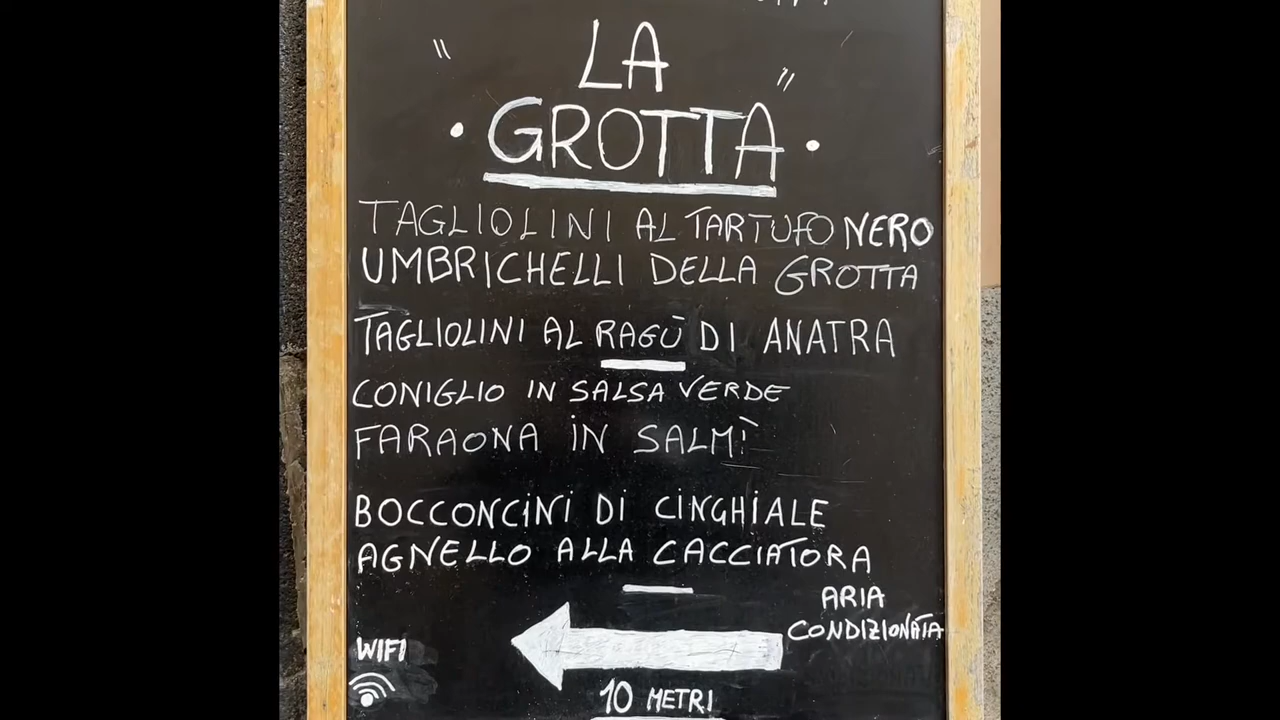 " LA "
· GROTTA ·
TAGLIOLINI AL TARTUFO NERO
UMBRICHELLI DELLA GROTTA
TAGLIOLINI AL RAGÙ DI ANATRA
CONIGLIO IN SALSA VERDE
FARAONA IN SALMÌ
BOCCONCINI DI CINGHIALE
AGNELLO ALLA CACCIATORA
ARIA
CONDIZIONATA
WIFI
10 METRI